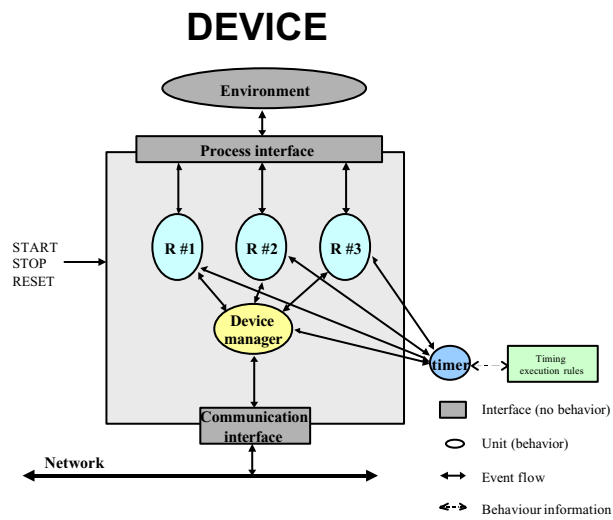 DEVICE
Environment
Process interface
R #1
R #2
R #3
START
STOP
RESET
Device
manager
timer
Timing
execution rules
Communication
interface
Network
Interface (no behavior)
Unit (behavior)
Event flow
Behaviour information